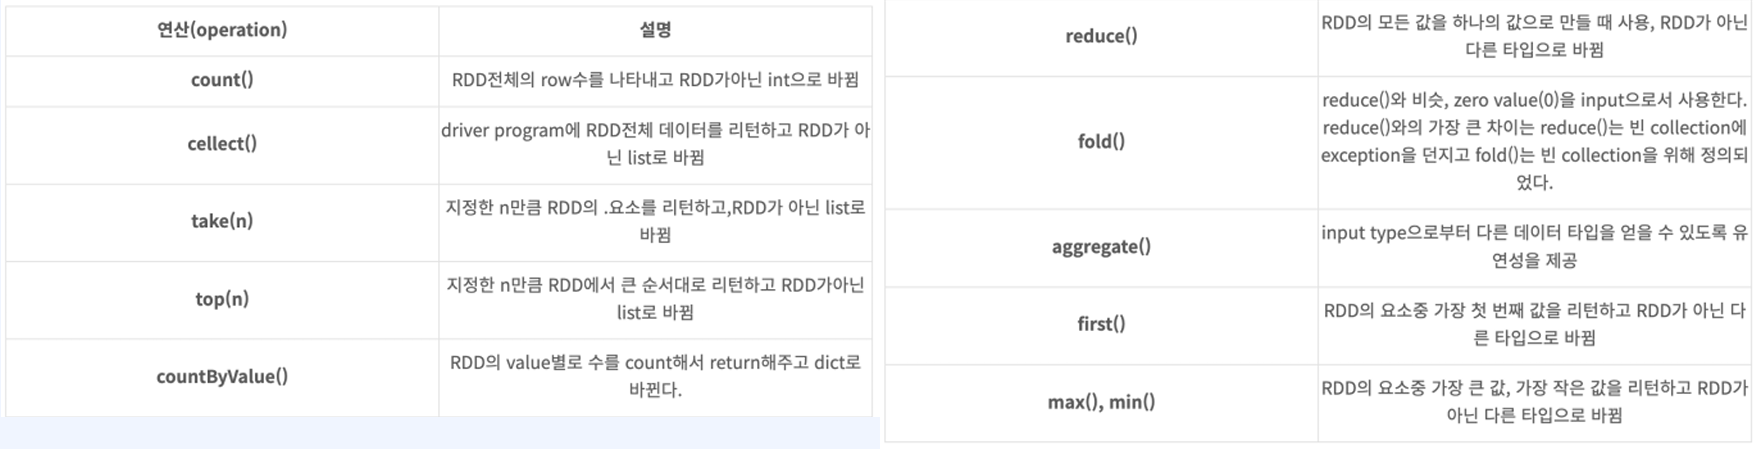 연산(operation)
설명
count()
RDD전체의 row수를 나타내고 RDD가아닌 int으로 바뀜
cellect()
driver program에 RDD전체 데이터를 리턴하고 RDD가 아
닌 list로 바뀜
take(n)
지정한 n만큼 RDD의 .요소를 리턴하고,RDD가 아닌 list로
바뀜
top(n)
지정한 n만큼 RDD에서 큰 순서대로 리턴하고 RDD가아닌
list로 바뀜
countByValue()
RDD의 value별로 수를 count해서 return해주고 dict로
바뀐다.
reduce()
RDD의 모든 값을 하나의 값으로 만들 때 사용, RDD가 아닌
다른 타입으로 바뀜
fold()
reduce()와 비슷, zero value(0)을 input으로서 사용한다.
reduce()와의 가장 큰 차이는 reduce()는 빈 collection에
exception을 던지고 fold()는 빈 collection을 위해 정의되
었다.
aggregate()
input type으로부터 다른 데이터 타입을 얻을 수 있도록 유
연성을 제공
first()
RDD의 요소중 가장 첫 번째 값을 리턴하고 RDD가 아닌 다
른 타입으로 바뀜
max(), min()
RDD의 요소중 가장 큰 값, 가장 작은 값을 리턴하고 RDD가
아닌 다른 타입으로 바뀜